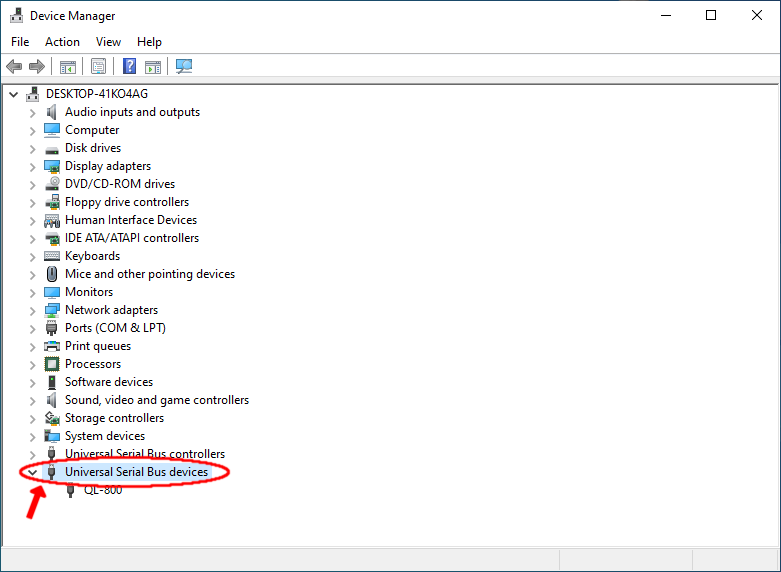 Device Manager
File Action View Help
DESKTOP-41KO4AG
Audio inputs and outputs
Computer
Disk drives
Display adapters
DVD/CD-ROM drives
Floppy drive controllers
Human Interface Devices
IDE ATA/ATAPI controllers
Keyboards
Mice and other pointing devices
Monitors
Network adapters
Ports (COM & LPT)
Print queues
Processors
Software devices
Sound, video and game controllers
Storage controllers
System devices
Universal Serial Bus controllers
Universal Serial Bus devices
QL-800